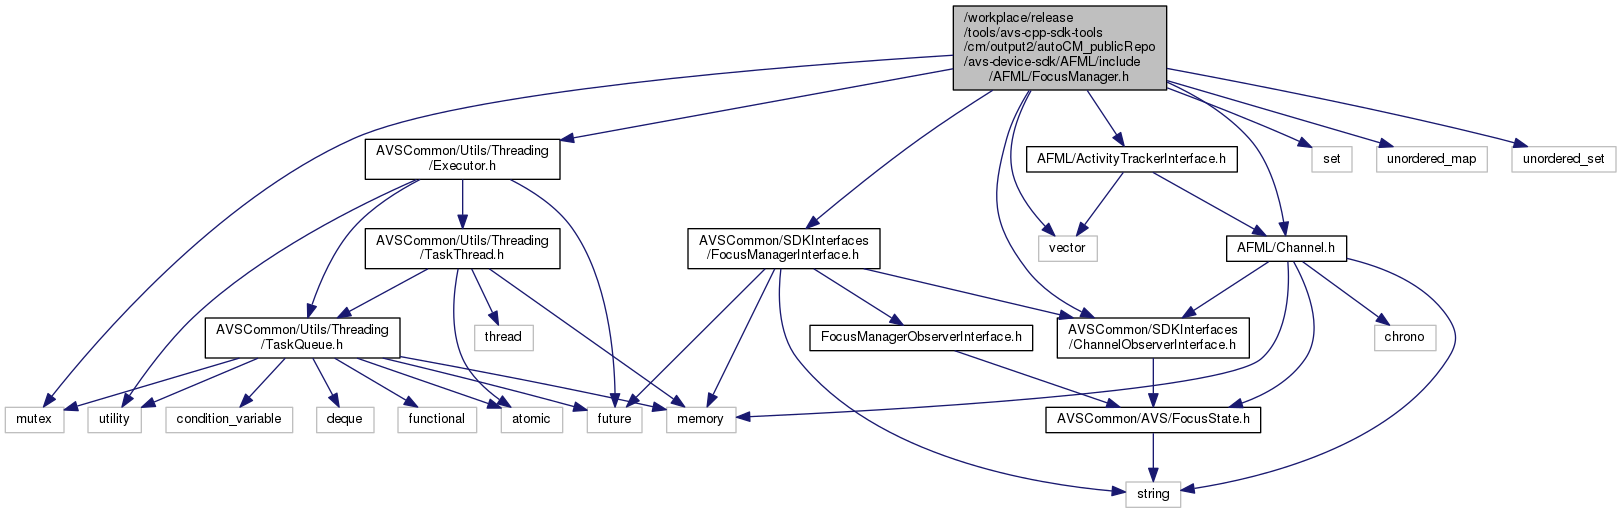 /workplace/release
/tools/avs-cpp-sdk-tools
/cm/output2/autoCM_publicRepo
/avs-device-sdk/AFML/include
/AFML/FocusManager.h
AVSCommon/Utils/Threading
/Executor.h
AFML/ActivityTrackerInterface.h
set
unordered_map
unordered_set
AVSCommon/Utils/Threading
/TaskThread.h
AVSCommon/SDKInterfaces
/FocusManagerInterface.h
vector
AFML/Channel.h
AVSCommon/Utils/Threading
/TaskQueue.h
thread
FocusManagerObserverInterface.h
AVSCommon/SDKInterfaces
/ChannelObserverInterface.h
chrono
mutex
utility
condition_variable
deque
functional
atomic
future
memory
AVSCommon/AVS/FocusState.h
string